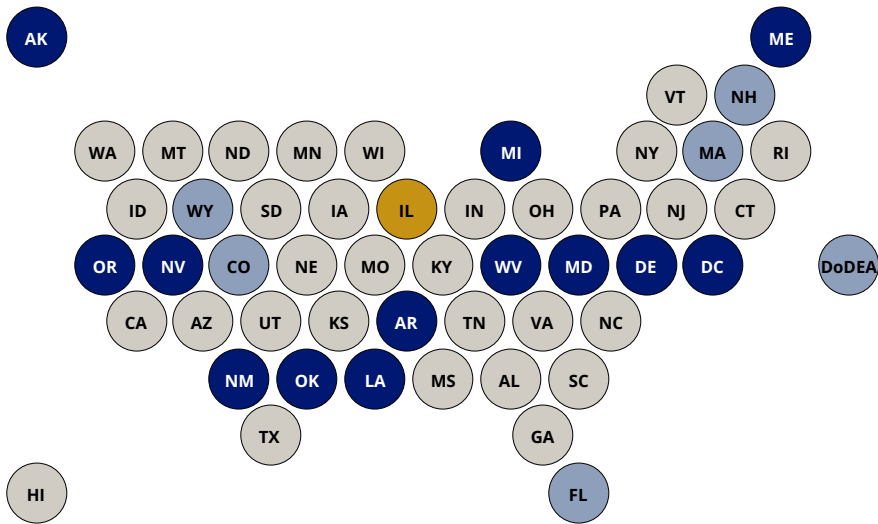 AK ME
VT NH
WA MT ND MN WI MI NY MA RI
ID WY SD IA IL IN OH PA NJ CT
OR NV CO NE MO KY WV MD DE DC DoDEA
CA AZ UT KS AR TN VA NC
NM OK LA MS AL SC
TX GA
HI FL